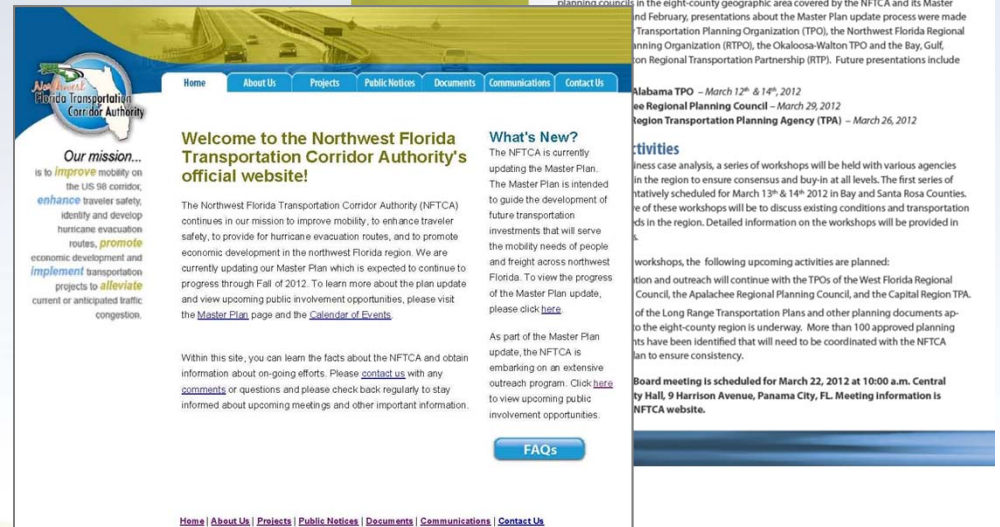 Northwest
Florida Transportation
Corridor Authority
Home
About Us
Projects
Public Notices
Documents
Communications
Contact Us
Our mission...
is to improve mobility on
the US 98 corridor,
enhance traveler safety,
identify and develop
hurricane evacuation
routes, promote
economic development and
implement transportation
projects to alleviate
current or anticipated traffic
congestion.
Welcome to the Northwest Florida
Transportation Corridor Authority's
official website!
The Northwest Florida Transportation Corridor Authority (NFTCA)
continues in our mission to improve mobility, to enhance traveler
safety, to provide for hurricane evacuation routes, and to promote
economic development in the northwest Florida region. We are
currently updating our Master Plan which is expected to continue to
progress through Fall of 2012. To learn more about the plan update
and view upcoming public involvement opportunities, please visit
the Master Plan page and the Calendar of Events.
Within this site, you can learn the facts about the NFTCA and obtain
information about on-going efforts. Please contact us with any
comments or questions and please check back regularly to stay
informed about upcoming meetings and other important information.
What's New?
The NFTCA is currently
updating the Master Plan.
The Master Plan is intended
to guide the development of
future transportation
investments that will serve
the mobility needs of people
and freight across northwest
Florida. To view the progress
of the Master Plan update,
please click here.
As part of the Master Plan
update, the NFTCA is
embarking on an extensive
outreach program. Click here
to view upcoming public
involvement opportunities.
FAQs
Home | About Us | Projects | Public Notices | Documents | Communications | Contact Us
planning councils in the eight-county geographic area covered by the NFTCA and its Master
nd February, presentations about the Master Plan update process were made
Transportation Planning Organization (TPO), the Northwest Florida Regional
anning Organization (RTPO), the Okaloosa-Walton TPO and the Bay, Gulf,
on Regional Transportation Partnership (RTP). Future presentations include
Alabama TPO – March 12th & 14th, 2012
ee Regional Planning Council – March 29, 2012
Region Transportation Planning Agency (TPA) – March 26, 2012
tivities
iness case analysis, a series of workshops will be held with various agencies
in the region to ensure consensus and buy-in at all levels. The first series of
ntatively scheduled for March 13th & 14th 2012 in Bay and Santa Rosa Counties.
e of these workshops will be to discuss existing conditions and transportation
ds in the region. Detailed information on the workshops will be provided in
s.
workshops, the following upcoming activities are planned:
tion and outreach will continue with the TPOs of the West Florida Regional
Council, the Apalachee Regional Planning Council, and the Capital Region TPA.
of the Long Range Transportation Plans and other planning documents ap-
o the eight-county region is underway. More than 100 approved planning
nts have been identified that will need to be coordinated with the NFTCA
lan to ensure consistency.
Board meeting is scheduled for March 22, 2012 at 10:00 a.m. Central
ty Hall, 9 Harrison Avenue, Panama City, FL. Meeting information is
NFTCA website.